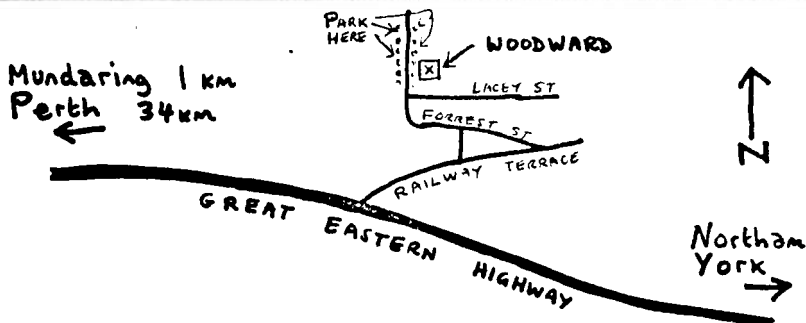 PARK
HERE
WOODWARD
Mundaring 1 km
Perth 34km
LACEY ST
FORREST ST
RAILWAY TERRACE
N
GREAT EASTERN HIGHWAY
Northam
York